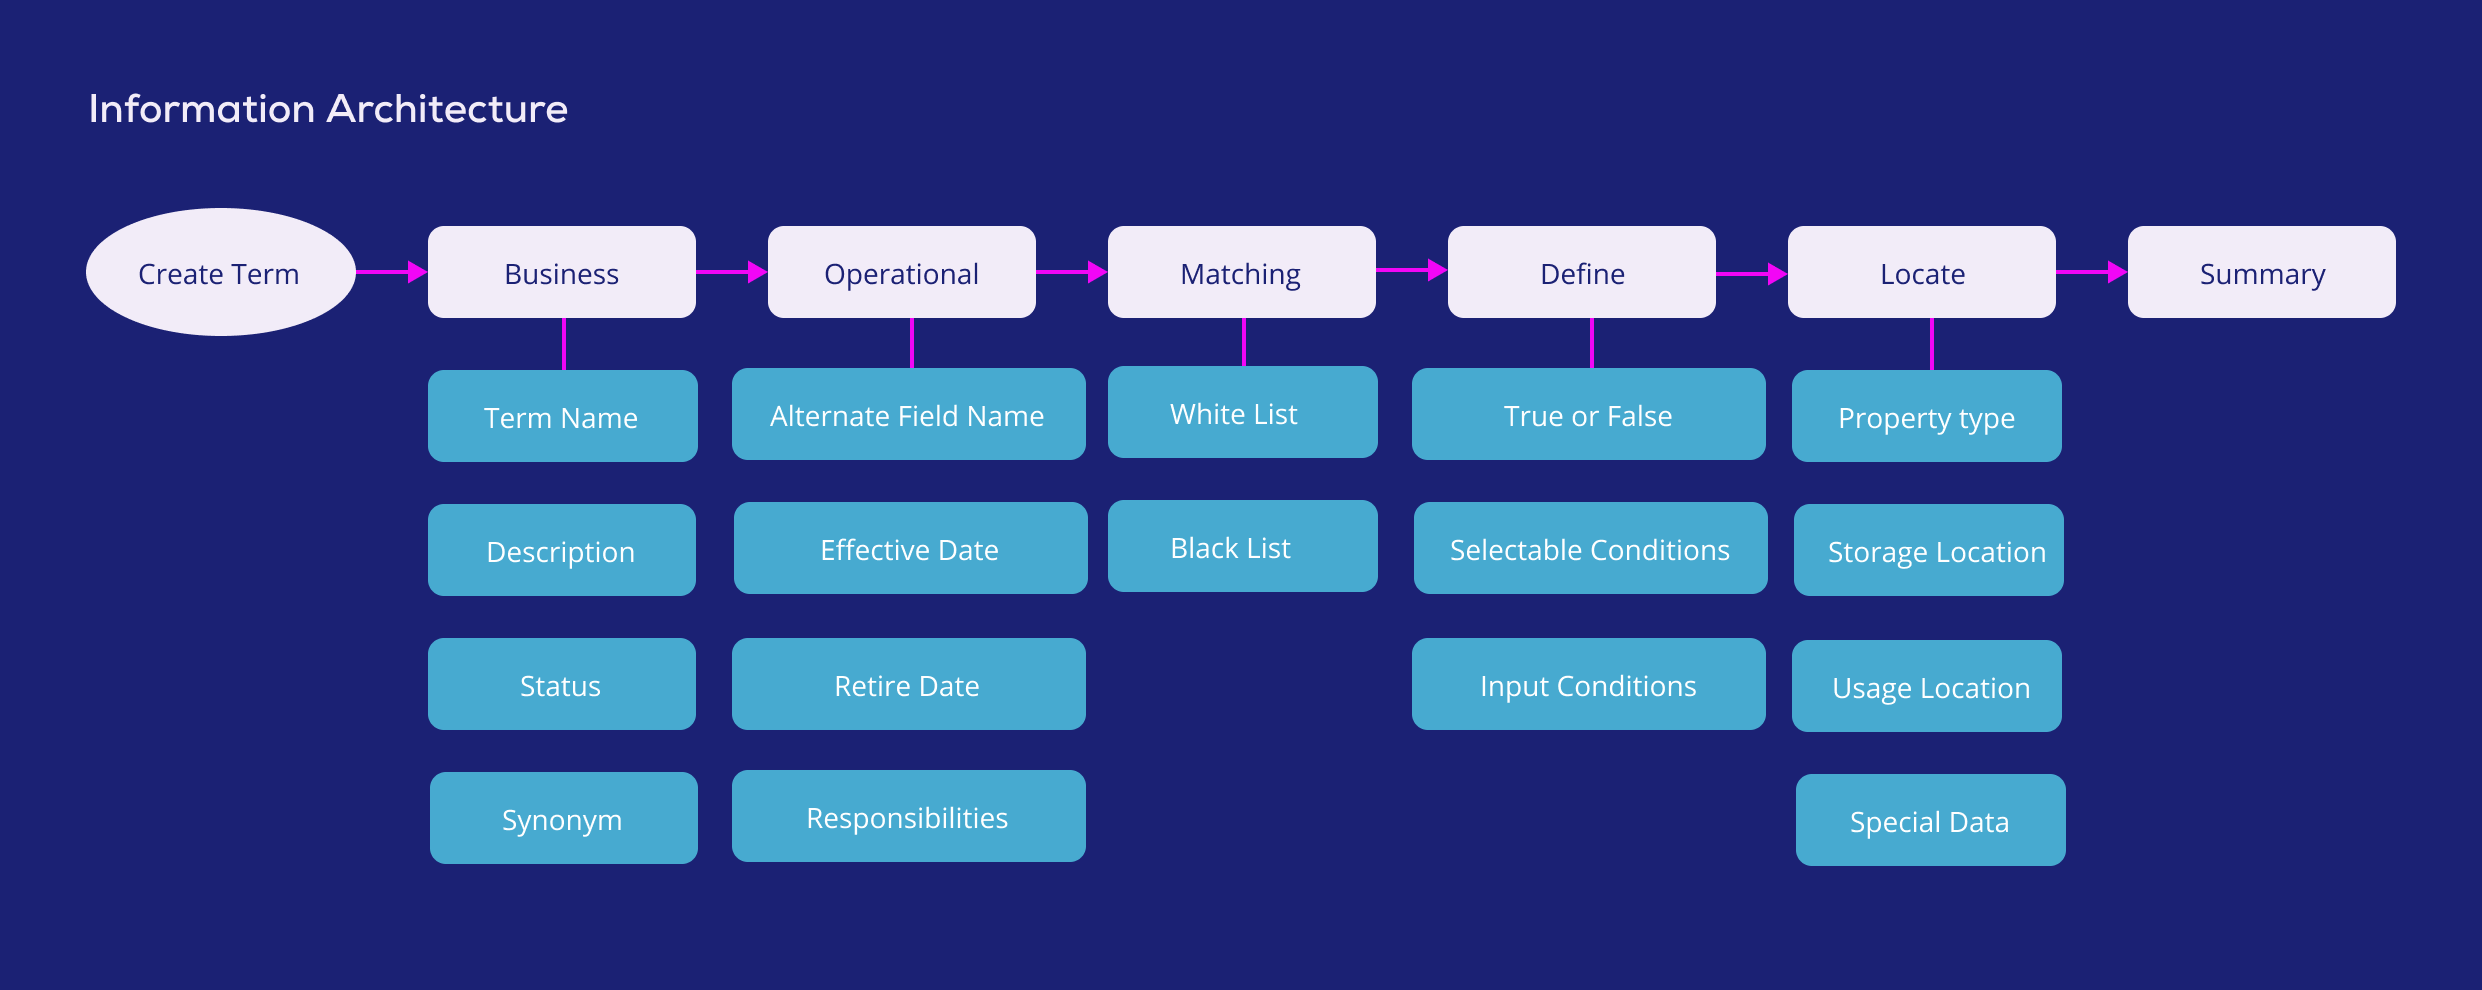 Information Architecture
Create Term
Business
Operational
Matching
Define
Locate
Summary
Term Name
Alternate Field Name
White List
True or False
Property type
Description
Effective Date
Black List
Selectable Conditions
Storage Location
Status
Retire Date
Input Conditions
Usage Location
Synonym
Responsibilities
Special Data